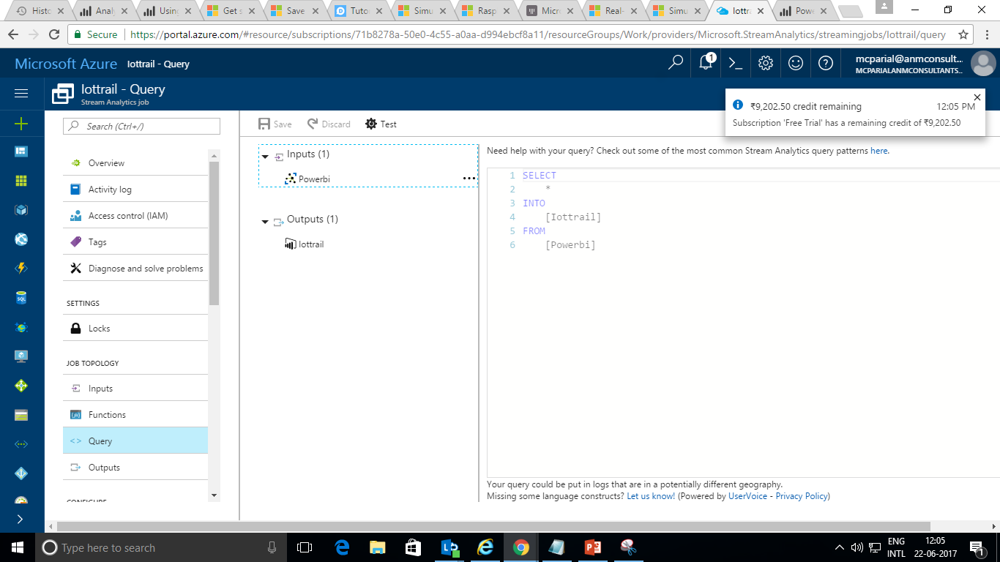 Histo
Analy
Using
Get s
Save
Tuto
Simu
Rasp
Micro
Real-
Simu
Iottra
Powe
Secure
https://portal.azure.com/#resource/subscriptions/71b8278a-50e0-4c55-a0aa-d994ebcf8a11/resourceGroups/Work/providers/Microsoft.StreamAnalytics/streamingjobs/Iottrail/query
Microsoft Azure Iottrail - Query
1
mcparial@anmconsult...
MCPARIALANMCONSULTANTS...
Iottrail - Query
Stream Analytics job
₹9,202.50 credit remaining 12:05 PM
Subscription 'Free Trial' has a remaining credit of ₹9,202.50
Search (Ctrl+/)
Overview
Activity log
Access control (IAM)
Tags
Diagnose and solve problems
SETTINGS
Locks
JOB TOPOLOGY
Inputs
Functions
Query
Outputs
CONFIGURE
Save Discard Test
Inputs (1)
Powerbi
Outputs (1)
Iottrail
Need help with your query? Check out some of the most common Stream Analytics query patterns here.
1 SELECT
2 *
3 INTO
4 [Iottrail]
5 FROM
6 [Powerbi]
Your query could be put in logs that are in a potentially different geography.
Missing some language constructs? Let us know! (Powered by UserVoice - Privacy Policy)
SQL
Type here to search
ENG
INTL
12:05
22-06-2017
1